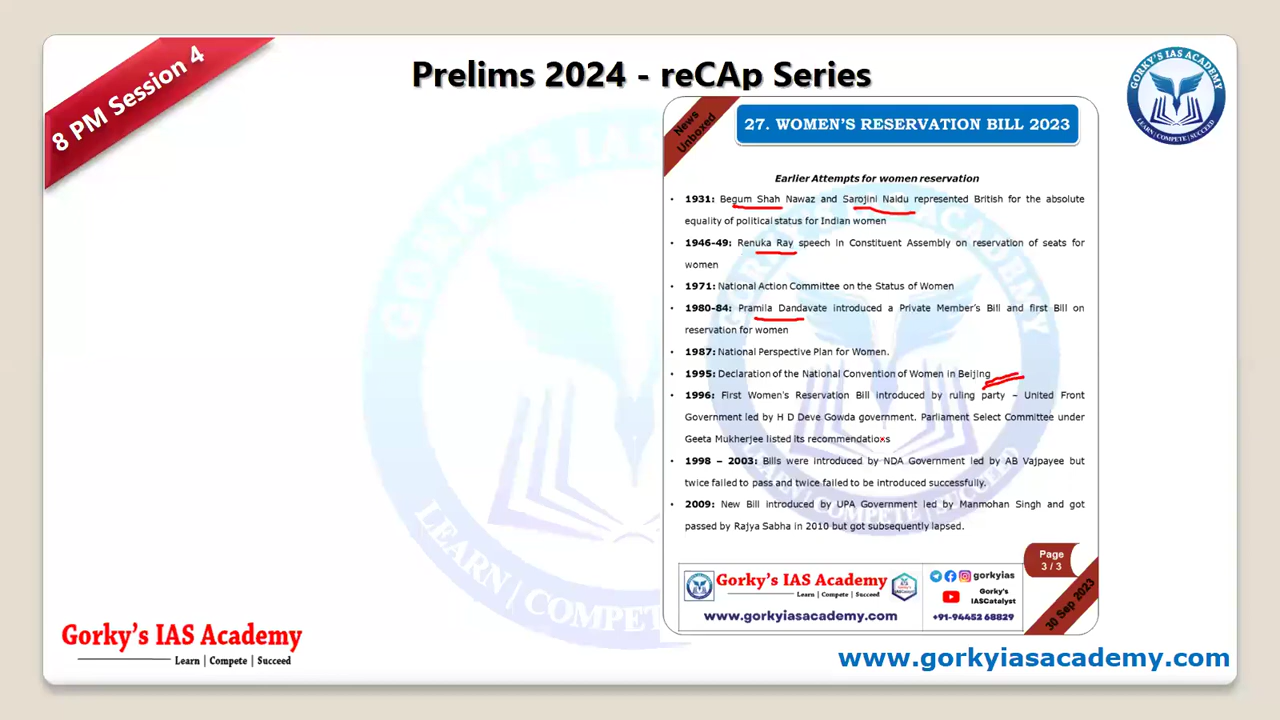 8 PM Session 4
Prelims 2024 - reCAp Series
GORKY'S IAS ACADEMY
LEARN | COMPETE | SUCCEED
News
Unboxed
27. WOMEN'S RESERVATION BILL 2023
Earlier Attempts for women reservation
• 1931: Begum Shah Nawaz and Sarojini Naidu represented British for the absolute
equality of political status for Indian women
• 1946-49: Renuka Ray speech in Constituent Assembly on reservation of seats for
women
• 1971: National Action Committee on the Status of Women
• 1980-84: Pramila Dandavate introduced a Private Member's Bill and first Bill on
reservation for women
• 1987: National Perspective Plan for Women.
• 1995: Declaration of the National Convention of Women in Beijing
• 1996: First Women's Reservation Bill introduced by ruling party – United Front
Government led by H D Deve Gowda government. Parliament Select Committee under
Geeta Mukherjee listed its recommendations
• 1998 – 2003: Bills were introduced by NDA Government led by AB Vajpayee but
twice failed to pass and twice failed to be introduced successfully.
• 2009: New Bill introduced by UPA Government led by Manmohan Singh and got
passed by Rajya Sabha in 2010 but got subsequently lapsed.
Page
3 / 3
Gorky's IAS Academy
Learn | Compete | Succeed
www.gorkyiasacademy.com
gorkyias
Gorky's
IASCatalyst
+91-94452 68829
30 Sep 2023
Gorky's IAS Academy
Learn | Compete | Succeed
www.gorkyiasacademy.com